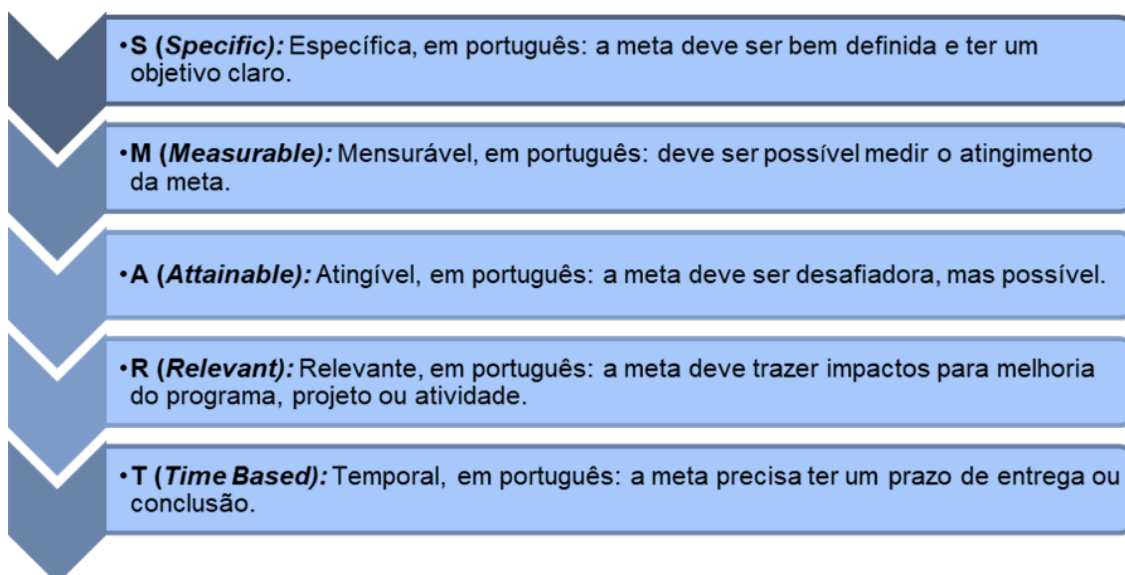 •S (Specific): Específica, em português: a meta deve ser bem definida e ter um
objetivo claro.
•M (Measurable): Mensurável, em português: deve ser possível medir o atingimento
da meta.
•A (Attainable): Atingível, em português: a meta deve ser desafiadora, mas possível.
•R (Relevant): Relevante, em português: a meta deve trazer impactos para melhoria
do programa, projeto ou atividade.
•T (Time Based): Temporal, em português: a meta precisa ter um prazo de entrega ou
conclusão.